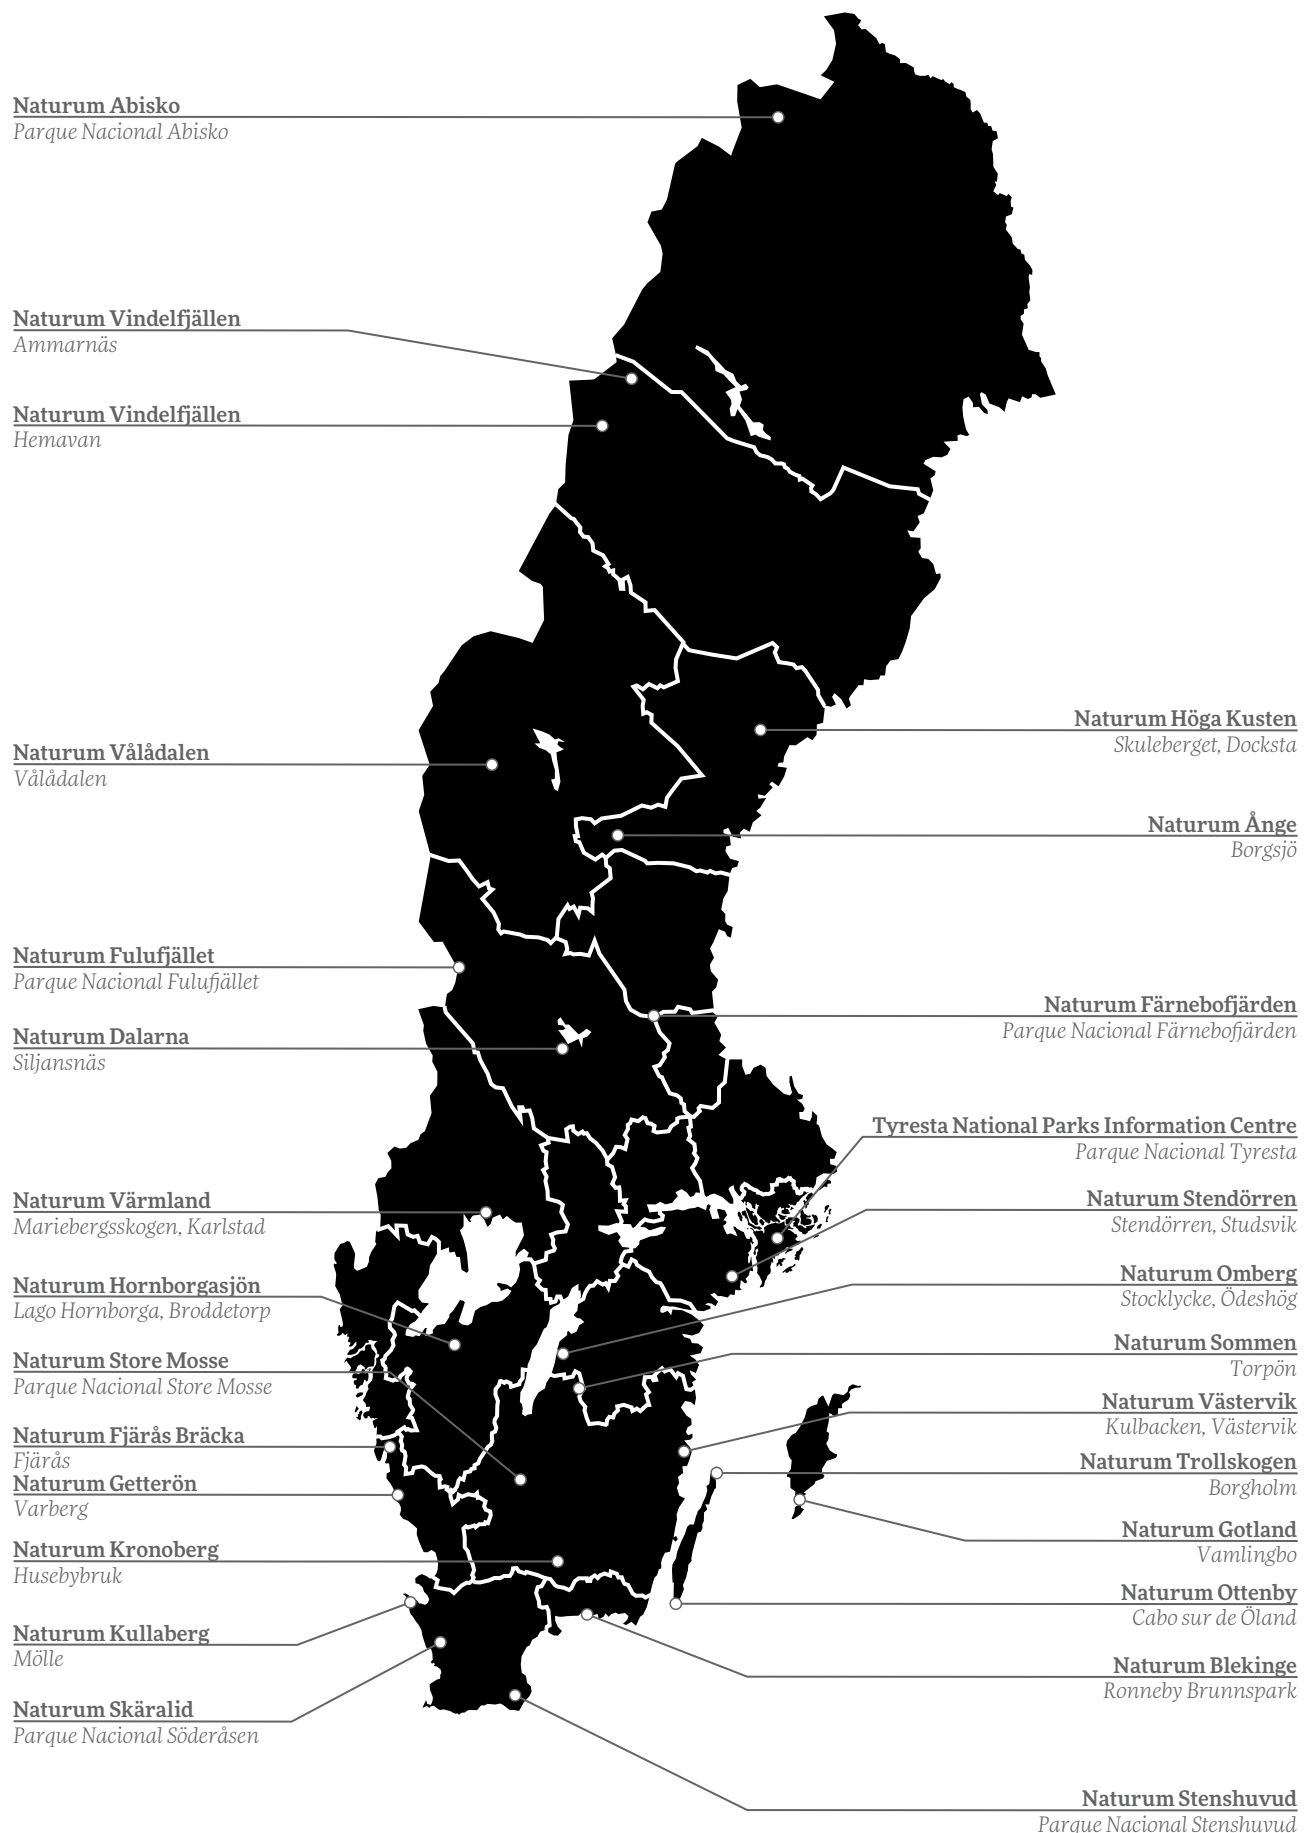 Naturum Abisko
Parque Nacional Abisko
Naturum Vindelfjällen
Ammarnäs
Naturum Vindelfjällen
Hemavan
Naturum Vålådalen
Vålådalen
Naturum Fulufjället
Parque Nacional Fulufjället
Naturum Dalarna
Siljansnäs
Naturum Värmland
Mariebergsskogen, Karlstad
Naturum Hornborgasjön
Lago Hornborga, Broddetorp
Naturum Store Mosse
Parque Nacional Store Mosse
Naturum Fjärås Bräcka
Fjärås
Naturum Getterön
Varberg
Naturum Kronoberg
Husebybruk
Naturum Kullaberg
Mölle
Naturum Skäralid
Parque Nacional Söderåsen
Naturum Höga Kusten
Skuleberget, Docksta
Naturum Ånge
Borgsjö
Naturum Färnebofjärden
Parque Nacional Färnebofjärden
Tyresta National Parks Information Centre
Parque Nacional Tyresta
Naturum Stendörren
Stendörren, Studsvik
Naturum Omberg
Stocklycke, Ödeshög
Naturum Sommen
Torpön
Naturum Västervik
Kulbacken, Västervik
Naturum Trollskogen
Borgholm
Naturum Gotland
Vamlingbo
Naturum Ottenby
Cabo sur de Öland
Naturum Blekinge
Ronneby Brunnspark
Naturum Stenshuvud
Parque Nacional Stenshuvud